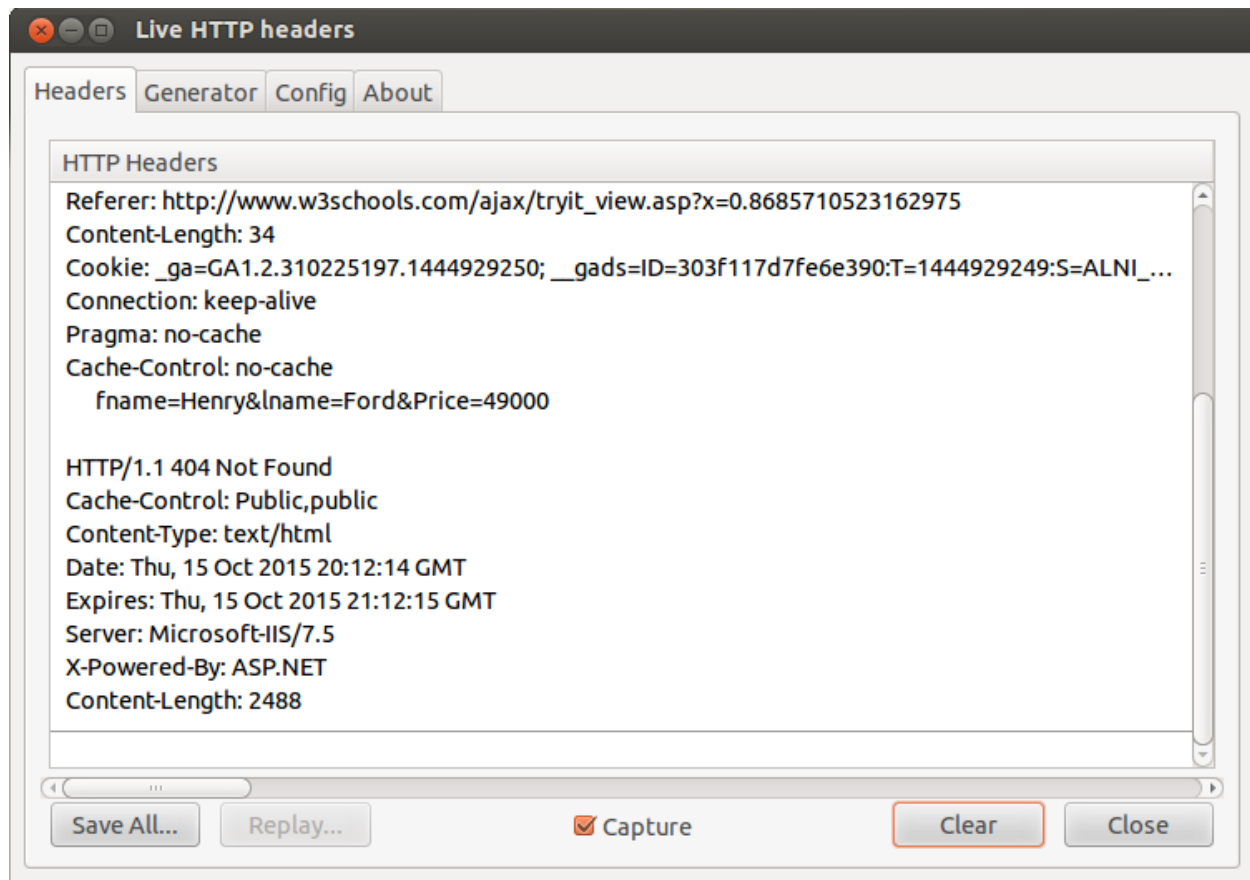 Live HTTP headers
Headers Generator Config About
HTTP Headers
Referer: http://www.w3schools.com/ajax/tryit_view.asp?x=0.8685710523162975
Content-Length: 34
Cookie: _ga=GA1.2.310225197.1444929250; __gads=ID=303f117d7fe6e390:T=1444929249:S=ALNI_...
Connection: keep-alive
Pragma: no-cache
Cache-Control: no-cache
fname=Henry&lname=Ford&Price=49000
HTTP/1.1 404 Not Found
Cache-Control: Public,public
Content-Type: text/html
Date: Thu, 15 Oct 2015 20:12:14 GMT
Expires: Thu, 15 Oct 2015 21:12:15 GMT
Server: Microsoft-IIS/7.5
X-Powered-By: ASP.NET
Content-Length: 2488
Save All... Replay... Capture Clear Close